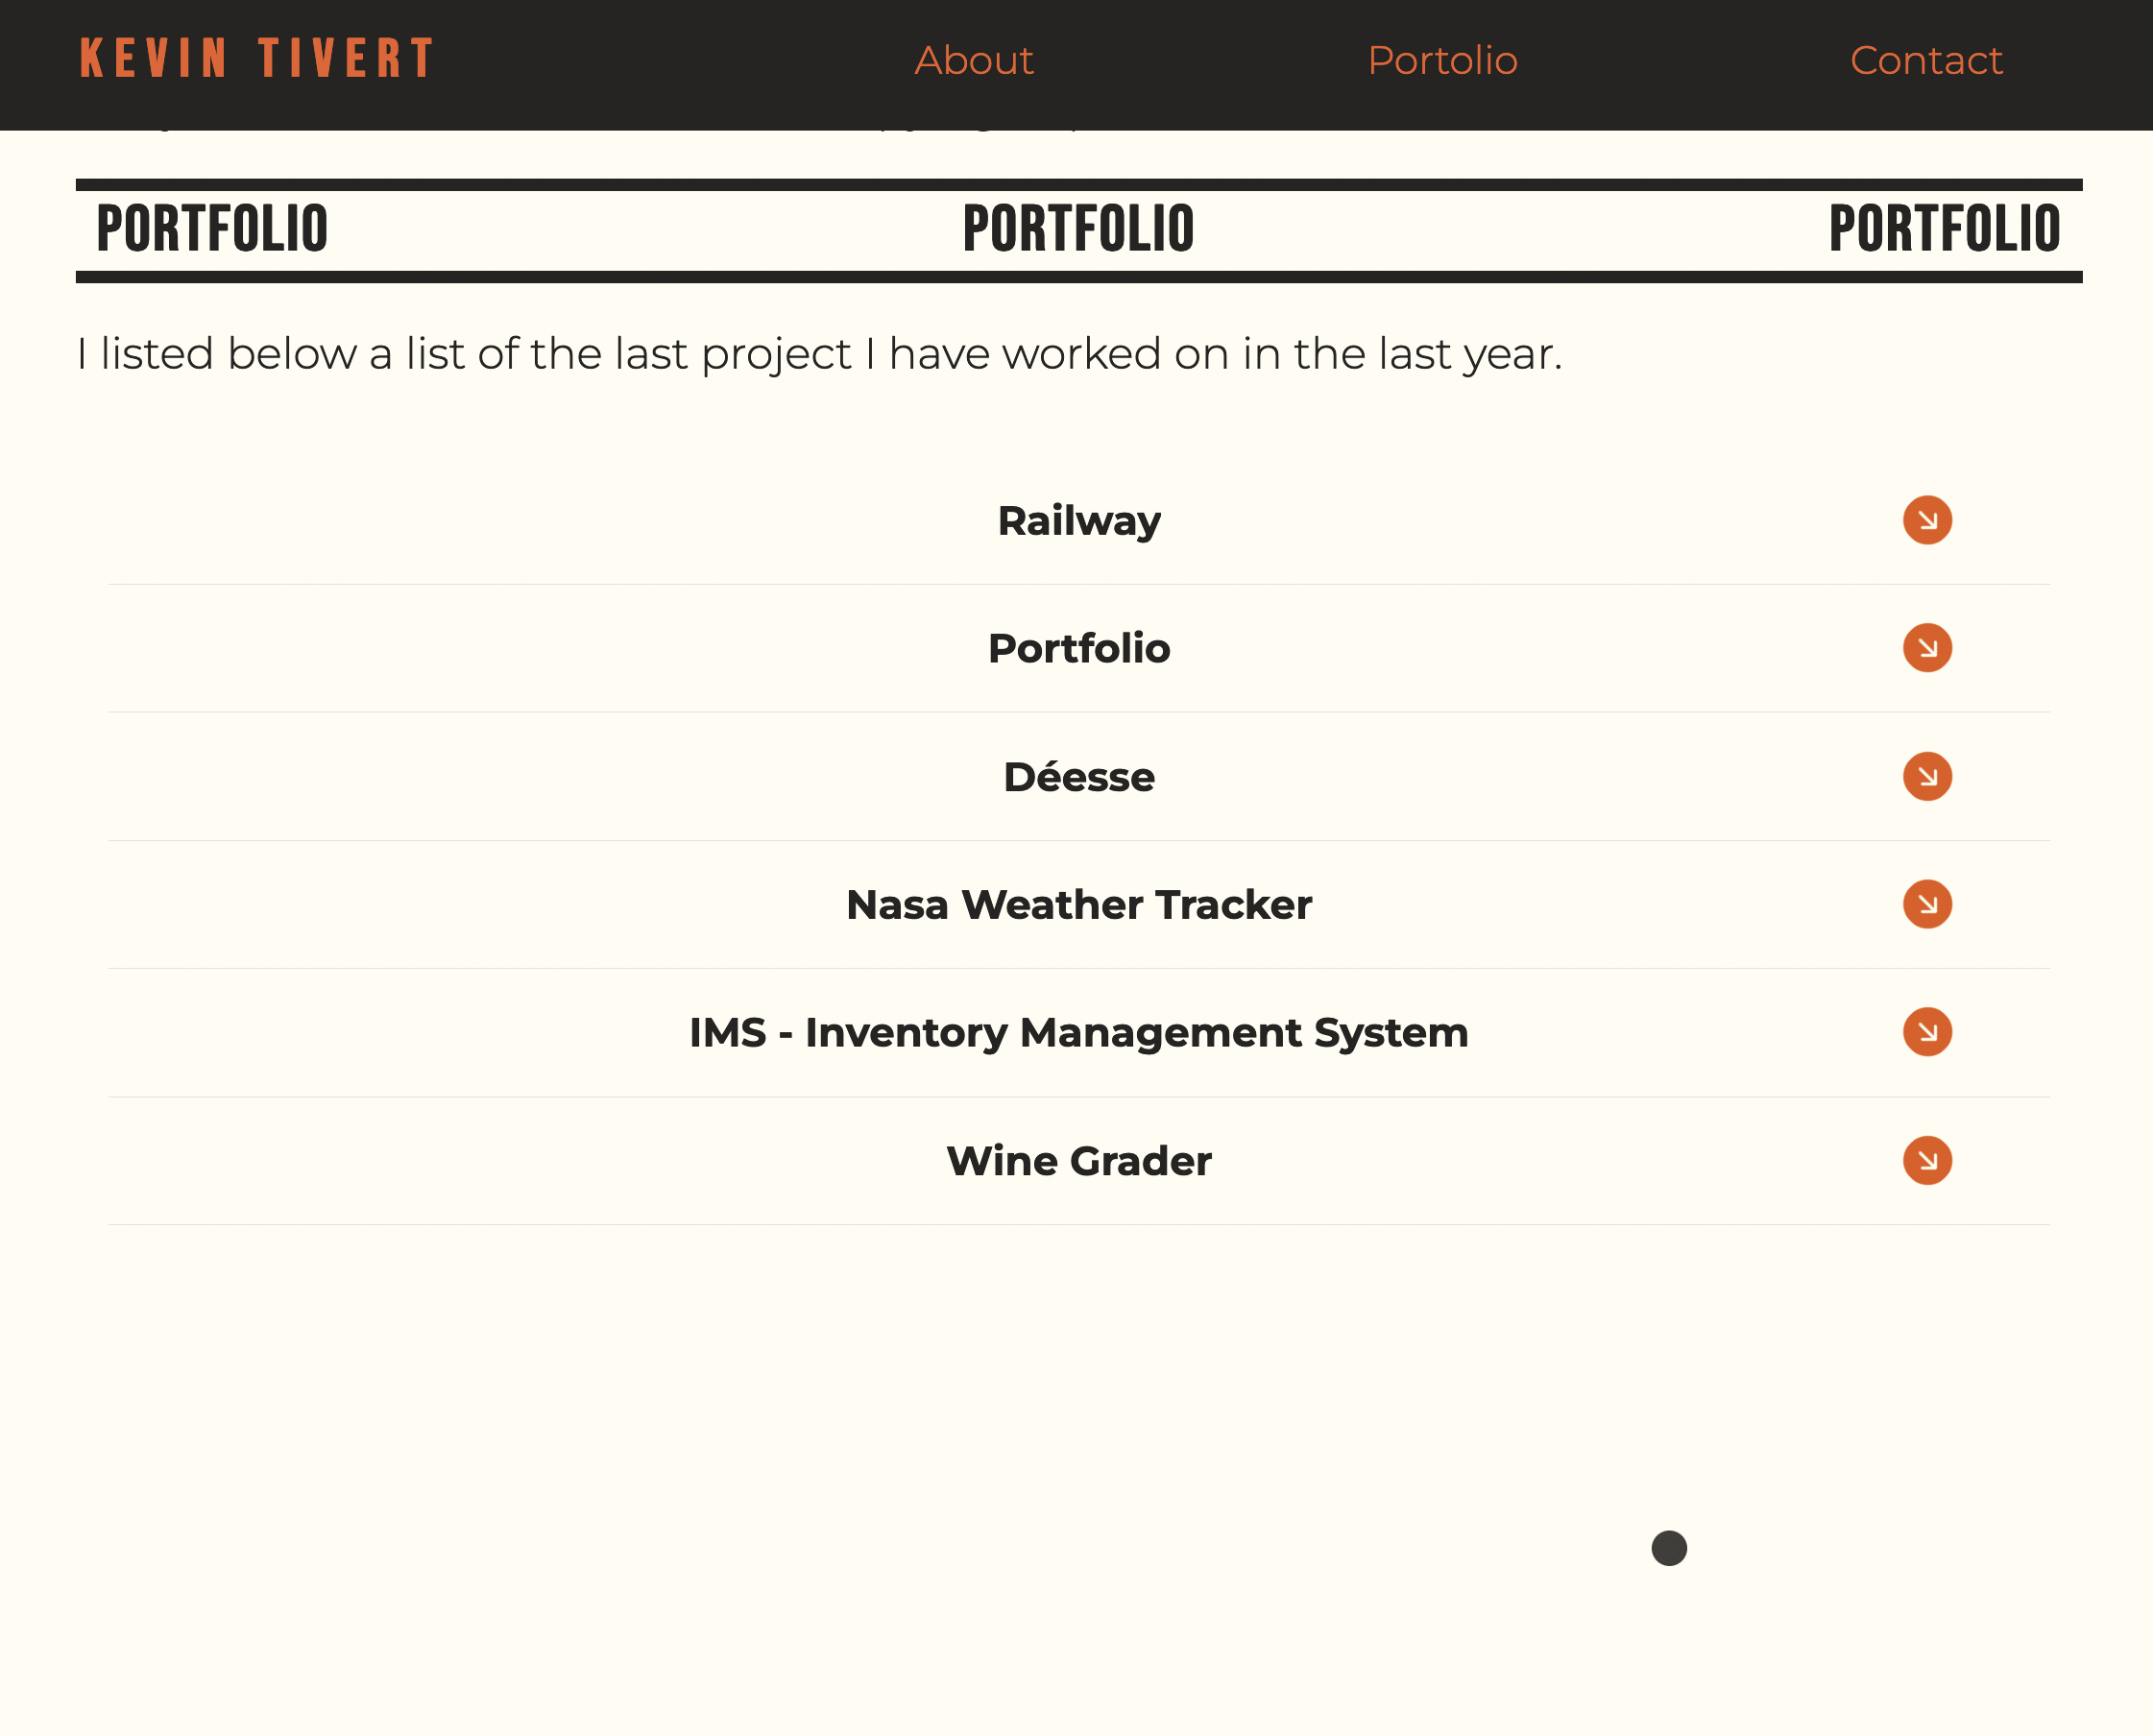 KEVIN TIVERT
About
Portolio
Contact
PORTFOLIO PORTFOLIO PORTFOLIO
I listed below a list of the last project I have worked on in the last year.
Railway
Portfolio
Déesse
Nasa Weather Tracker
IMS - Inventory Management System
Wine Grader